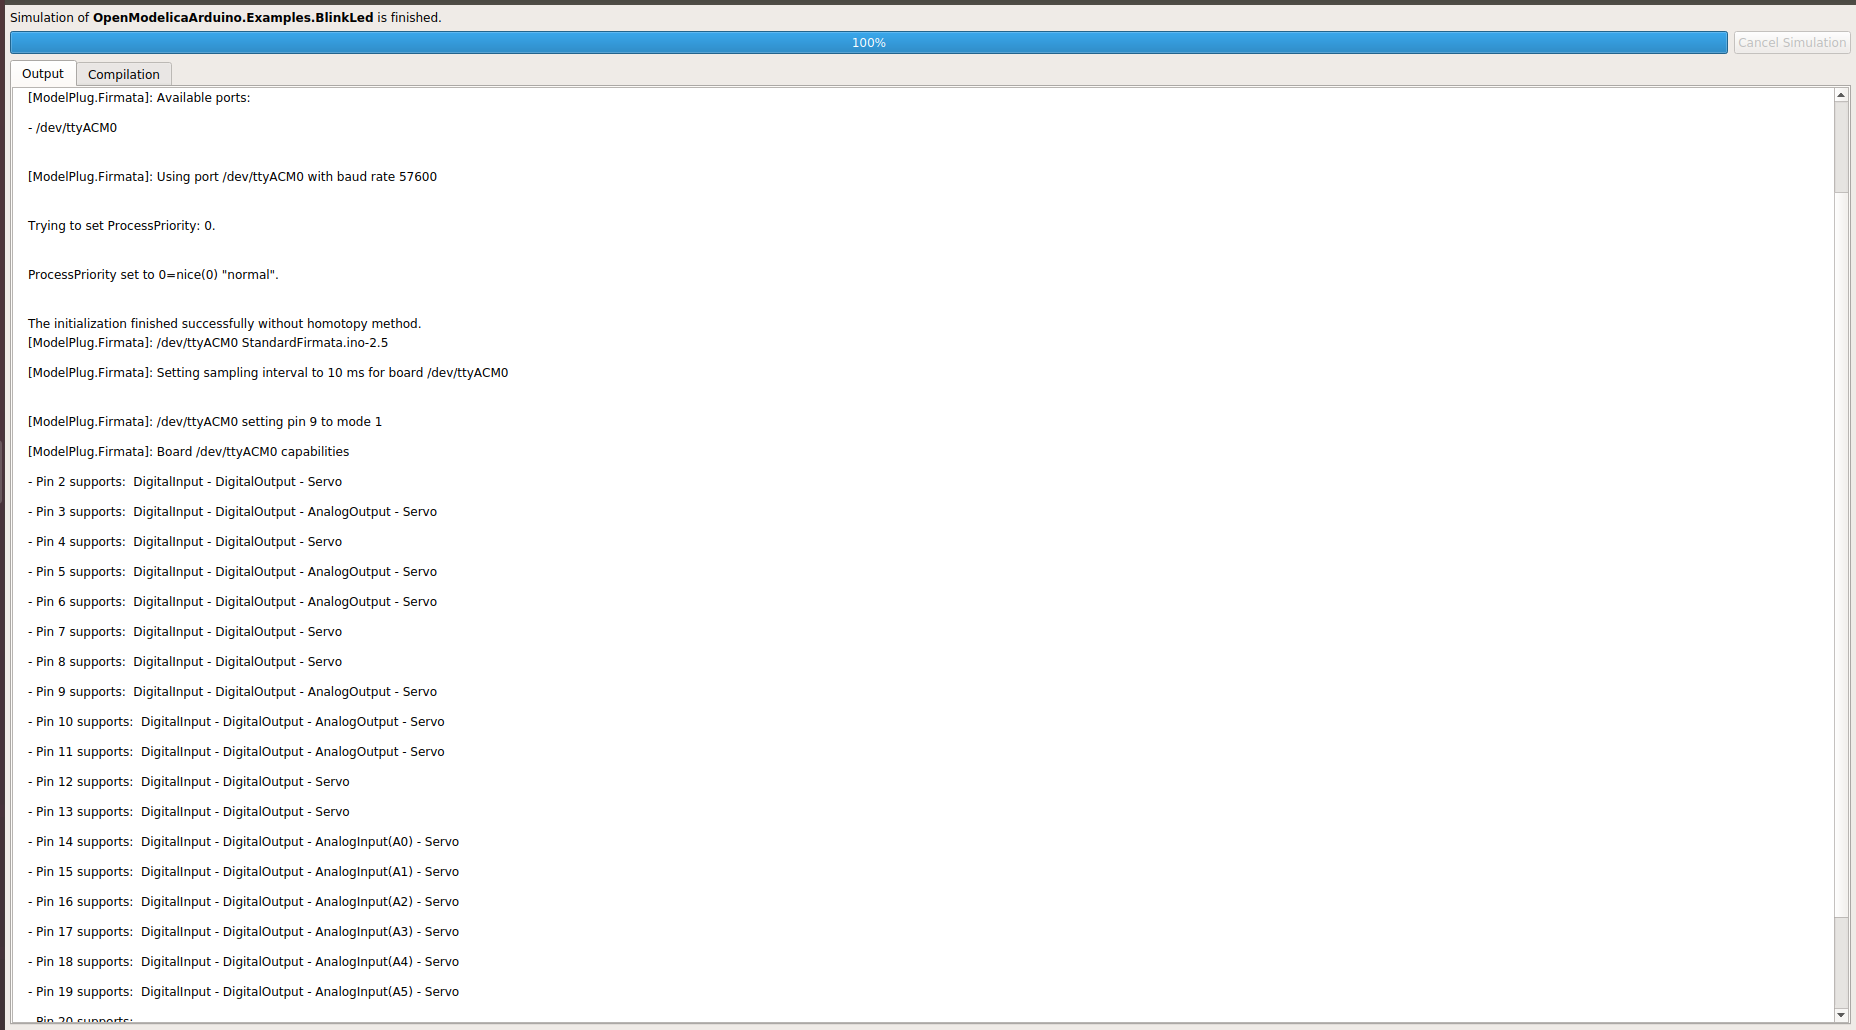 Simulation of OpenModelicaArduino.Examples.BlinkLed is finished.
100%
Cancel Simulation
Output
Compilation
[ModelPlug.Firmata]: Available ports:
- /dev/ttyACM0
[ModelPlug.Firmata]: Using port /dev/ttyACM0 with baud rate 57600
Trying to set ProcessPriority: 0.
ProcessPriority set to 0=nice(0) "normal".
The initialization finished successfully without homotopy method.
[ModelPlug.Firmata]: /dev/ttyACM0 StandardFirmata.ino-2.5
[ModelPlug.Firmata]: Setting sampling interval to 10 ms for board /dev/ttyACM0
[ModelPlug.Firmata]: /dev/ttyACM0 setting pin 9 to mode 1
[ModelPlug.Firmata]: Board /dev/ttyACM0 capabilities
- Pin 2 supports:  DigitalInput - DigitalOutput - Servo
- Pin 3 supports:  DigitalInput - DigitalOutput - AnalogOutput - Servo
- Pin 4 supports:  DigitalInput - DigitalOutput - Servo
- Pin 5 supports:  DigitalInput - DigitalOutput - AnalogOutput - Servo
- Pin 6 supports:  DigitalInput - DigitalOutput - AnalogOutput - Servo
- Pin 7 supports:  DigitalInput - DigitalOutput - Servo
- Pin 8 supports:  DigitalInput - DigitalOutput - Servo
- Pin 9 supports:  DigitalInput - DigitalOutput - AnalogOutput - Servo
- Pin 10 supports:  DigitalInput - DigitalOutput - AnalogOutput - Servo
- Pin 11 supports:  DigitalInput - DigitalOutput - AnalogOutput - Servo
- Pin 12 supports:  DigitalInput - DigitalOutput - Servo
- Pin 13 supports:  DigitalInput - DigitalOutput - Servo
- Pin 14 supports:  DigitalInput - DigitalOutput - AnalogInput(A0) - Servo
- Pin 15 supports:  DigitalInput - DigitalOutput - AnalogInput(A1) - Servo
- Pin 16 supports:  DigitalInput - DigitalOutput - AnalogInput(A2) - Servo
- Pin 17 supports:  DigitalInput - DigitalOutput - AnalogInput(A3) - Servo
- Pin 18 supports:  DigitalInput - DigitalOutput - AnalogInput(A4) - Servo
- Pin 19 supports:  DigitalInput - DigitalOutput - AnalogInput(A5) - Servo
Pin 20 supports: